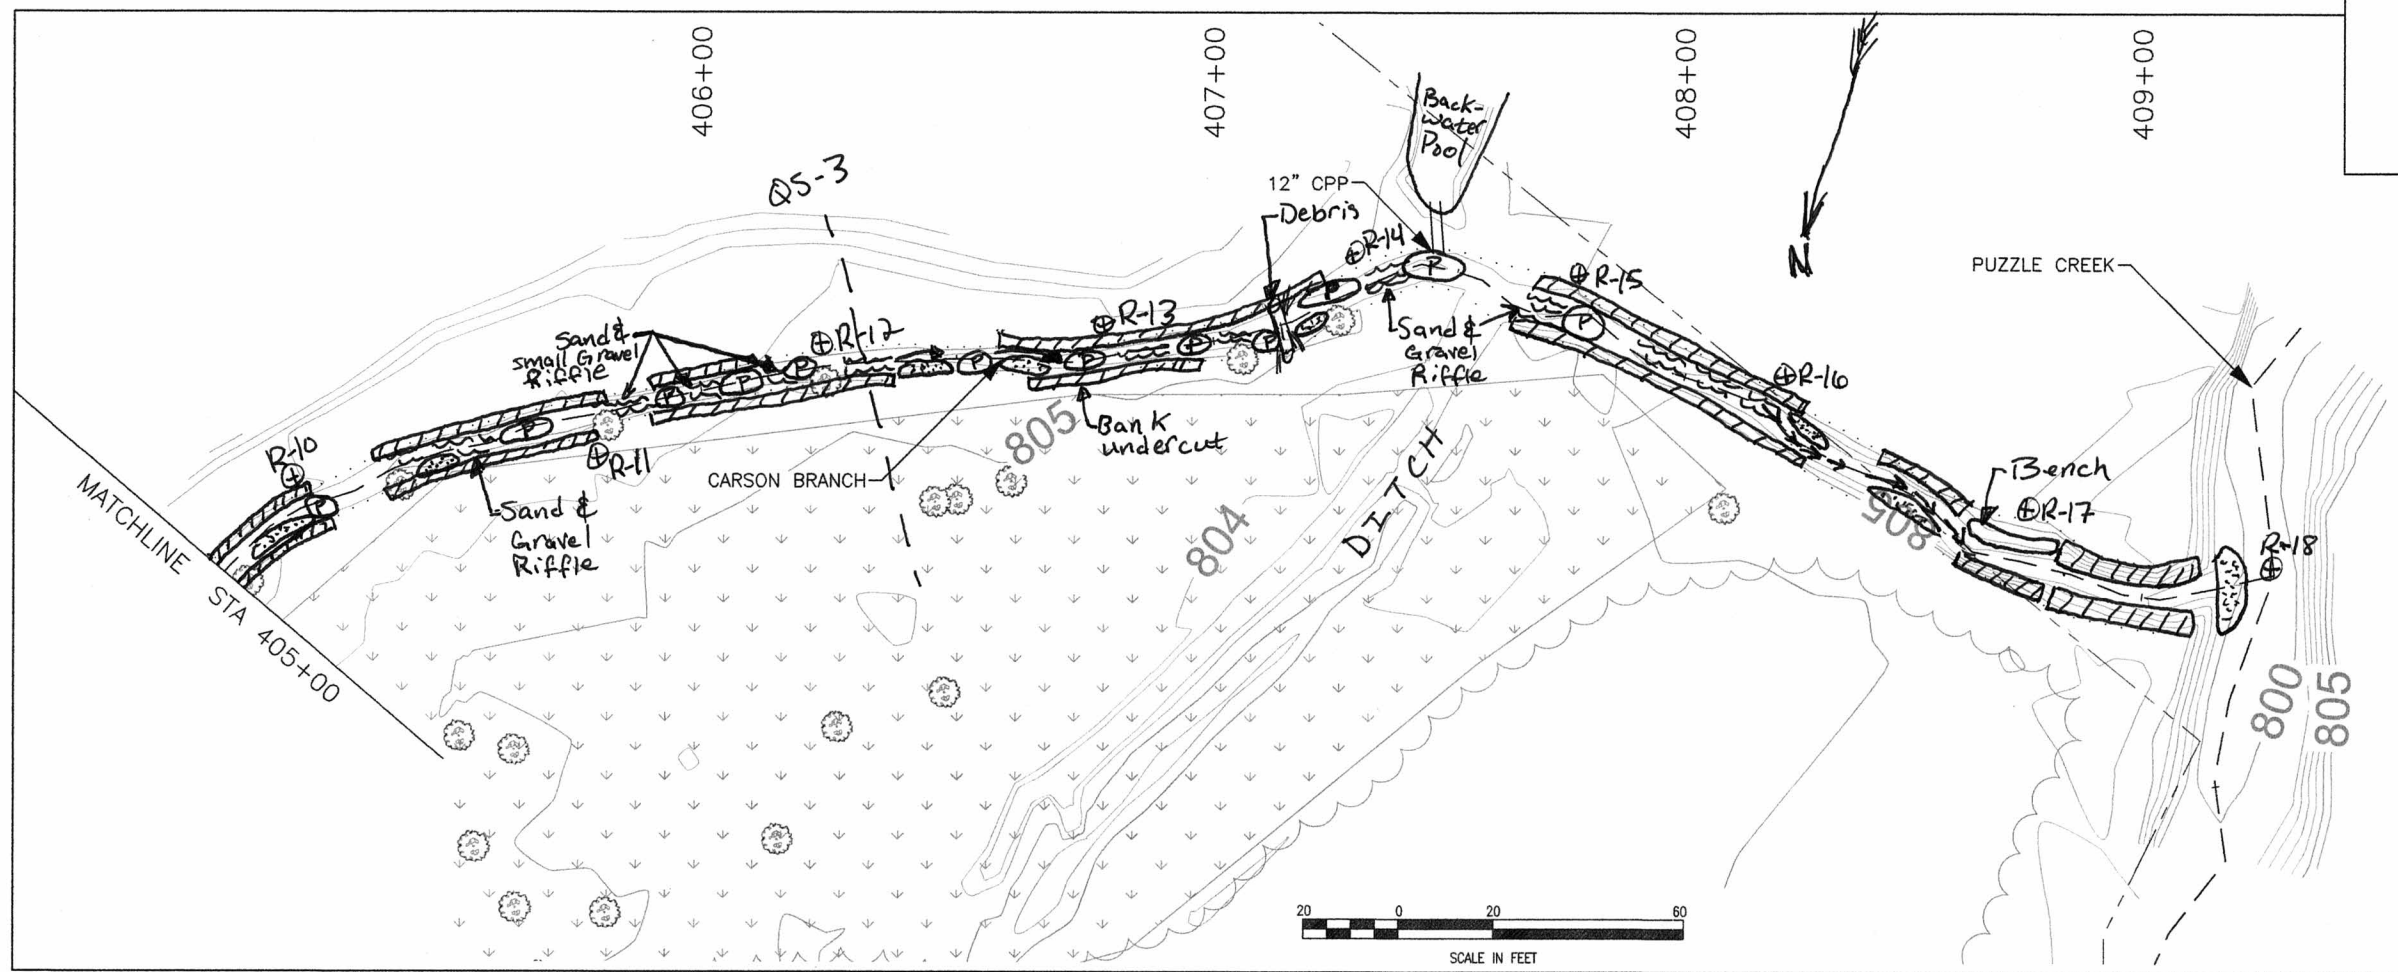 406+00
407+00
408+00
409+00
QS-3
Back-
water
Pool
12" CPP
Debris
R-14
R-15
N
PUZZLE CREEK
R-13
R-12
Sand &
small Gravel
Riffle
Sand &
Gravel
Riffle
R-16
R-10
R-11
805
Bank
undercut
CARSON BRANCH
Sand &
Gravel
Riffle
DITCH
804
805
Bench
R-17
R-18
MATCHLINE STA 405+00
800
805
P
P
P
P
P
P
P
P
P
P
P
P
20 0 20 60
SCALE IN FEET